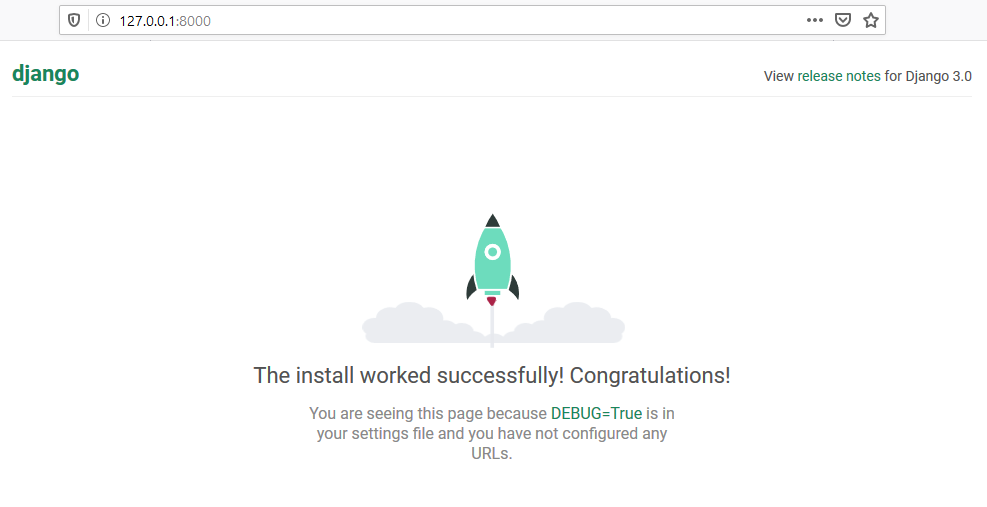 127.0.0.1:8000
django
View release notes for Django 3.0
The install worked successfully! Congratulations!
You are seeing this page because DEBUG=True is in
your settings file and you have not configured any
URLs.